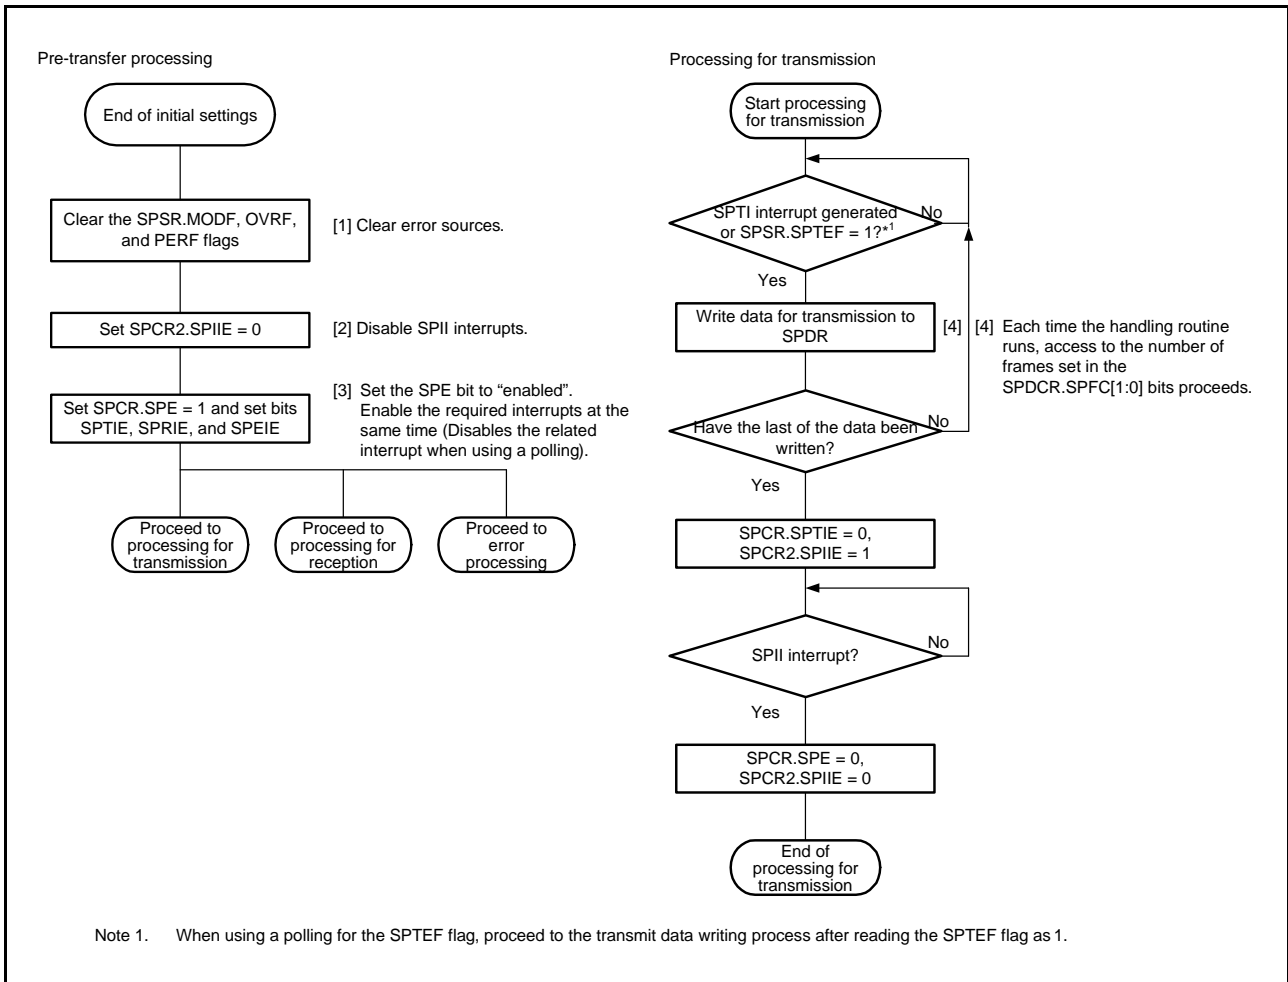 Pre-transfer processing
End of initial settings
Clear the SPSR.MODF, OVRF,
and PERF flags
[1] Clear error sources.
Set SPCR2.SPIIE = 0
[2] Disable SPII interrupts.
Set SPCR.SPE = 1 and set bits
SPTIE, SPRIE, and SPEIE
[3] Set the SPE bit to “enabled”.
Enable the required interrupts at the
same time (Disables the related
interrupt when using a polling).
Proceed to
processing for
transmission
Proceed to
processing for
reception
Proceed to
error
processing
Processing for transmission
Start processing
for transmission
SPTI interrupt generated
or SPSR.SPTEF = 1?*1
No
Yes
Write data for transmission to
SPDR
[4]
[4] Each time the handling routine
runs, access to the number of
frames set in the
SPDCR.SPFC[1:0] bits proceeds.
Have the last of the data been
written?
No
Yes
SPCR.SPTIE = 0,
SPCR2.SPIIE = 1
SPII interrupt?
No
Yes
SPCR.SPE = 0,
SPCR2.SPIIE = 0
End of
processing for
transmission
Note 1. When using a polling for the SPTEF flag, proceed to the transmit data writing process after reading the SPTEF flag as 1.